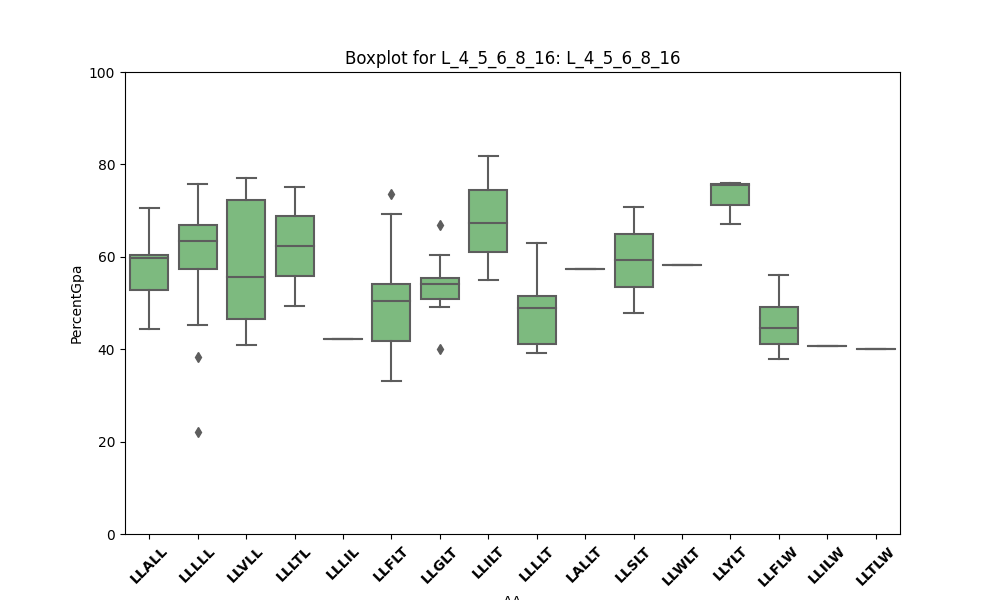 Boxplot for L_4_5_6_8_16: L_4_5_6_8_16
100
80
60
40
20
0
PercentGpa
LLALL LLLLL LLVLL LLLTL LLLIL LLFLT LLGLT LLILT LLLLT LALLT LLSLT LLWLT LLYLT LLFLW LLILW LLTLW
AA